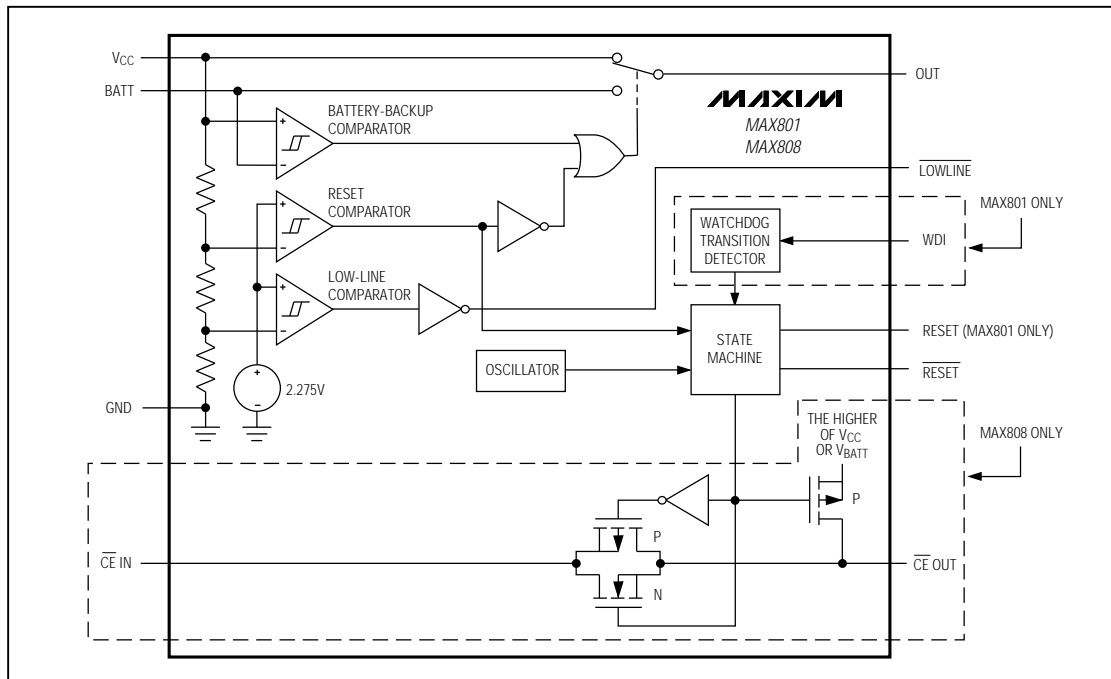 VCC
BATT
BATTERY-BACKUP
COMPARATOR
+
−
RESET
COMPARATOR
+
−
LOW-LINE
COMPARATOR
+
−
+
−
2.275V
GND
OUT
MAXIM
MAX801
MAX808
LOWLINE
MAX801 ONLY
WATCHDOG
TRANSITION
DETECTOR
WDI
STATE
MACHINE
RESET (MAX801 ONLY)
RESET
OSCILLATOR
THE HIGHER
OF VCC
OR VBATT
P
MAX808 ONLY
P
N
CE IN
CE OUT